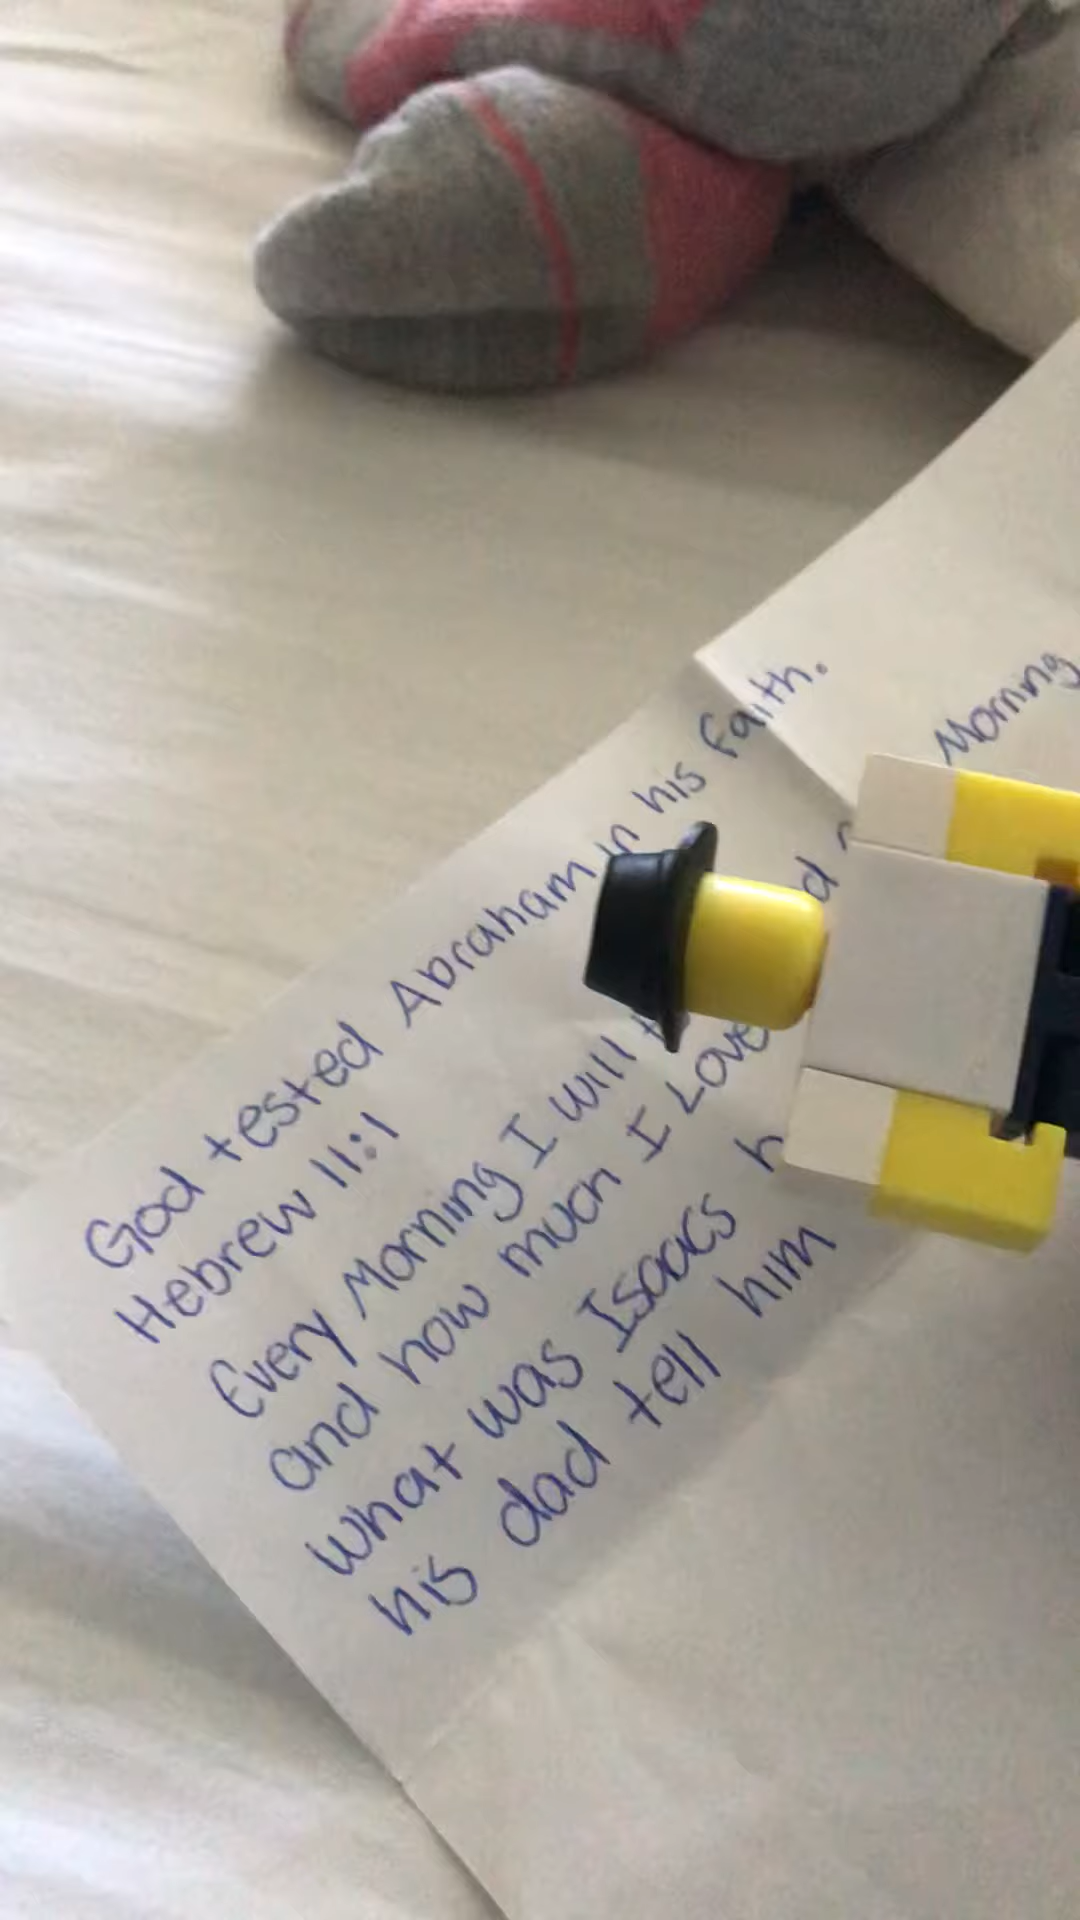 God tested Abraham in his faith.
Hebrew 11:1
Every Morning I will
and how much I Love
what was Isaacs
his dad tell him
Morning